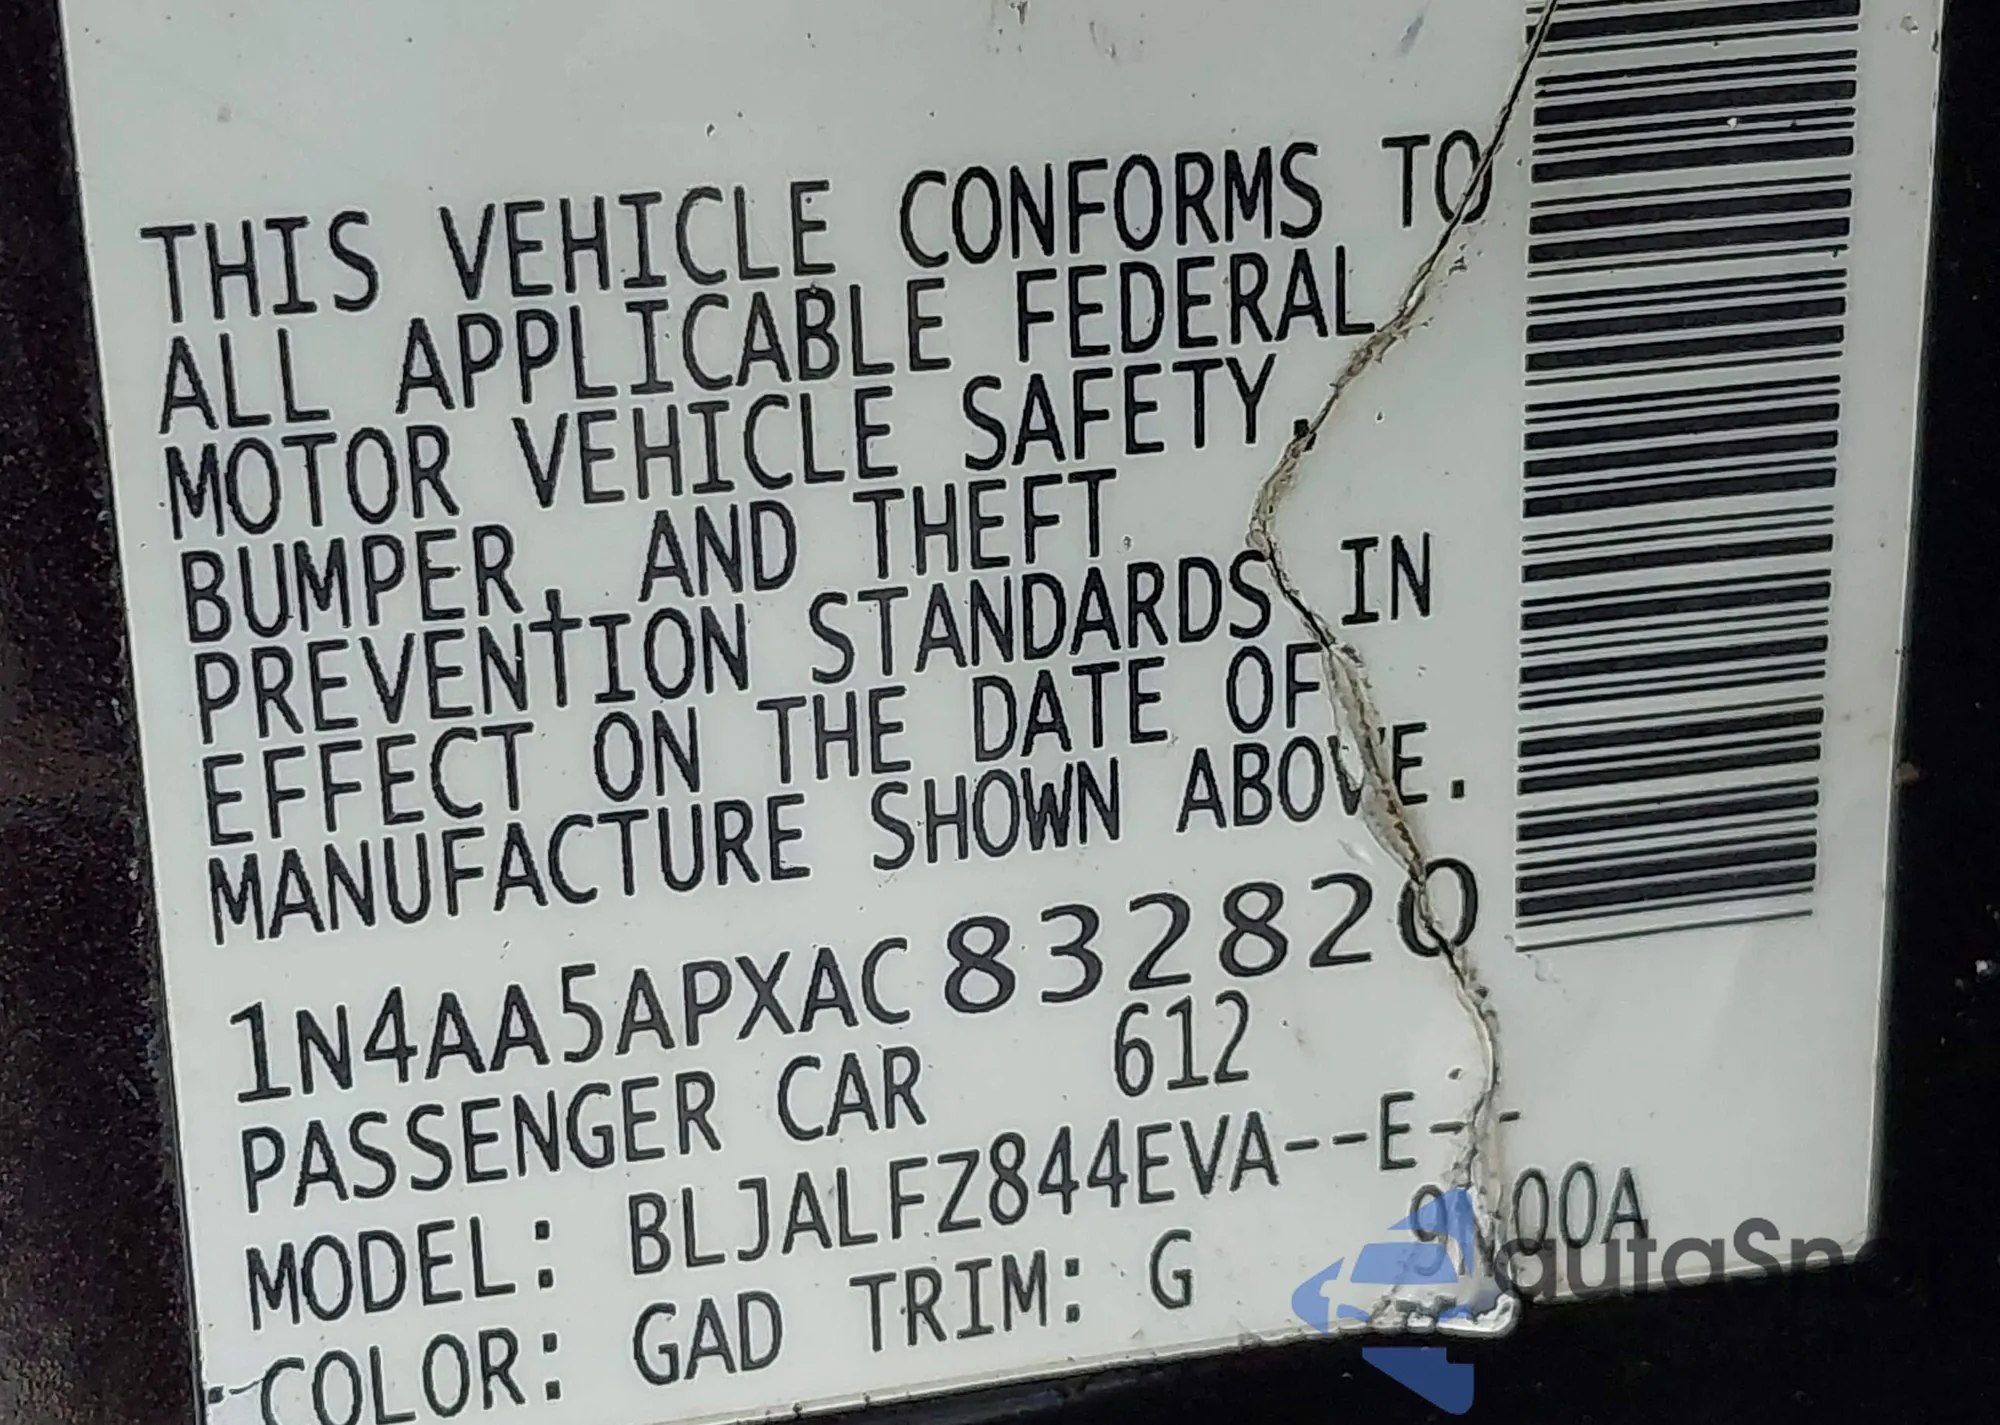 THIS VEHICLE CONFORMS TO
ALL APPLICABLE FEDERAL
MOTOR VEHICLE SAFETY,
BUMPER, AND THEFT
PREVENTION STANDARDS IN
EFFECT ON THE DATE OF
MANUFACTURE SHOWN ABOVE.
1N4AA5APXAC832820
PASSENGER CAR 612
MODEL: BLJALFZ844EVA--E---
COLOR: GAD TRIM: G